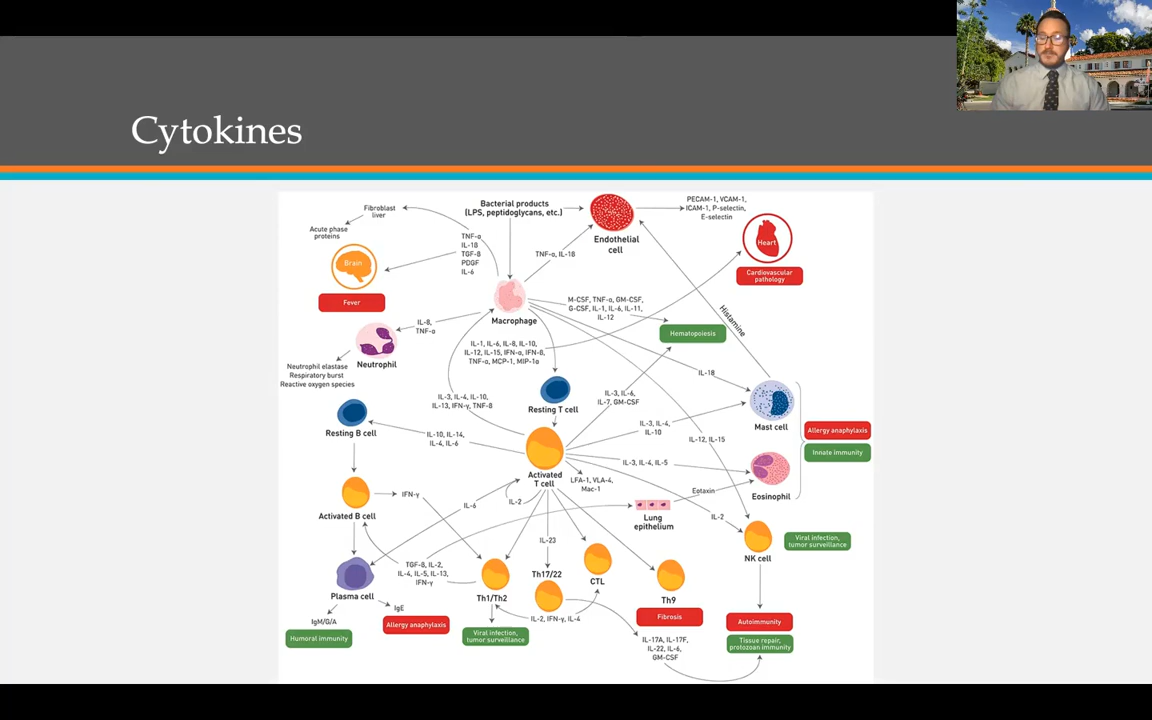 Cytokines
Bacterial products
(LPS, peptidoglycans, etc.)
Fibroblast
liver
Acute phase
proteins
TNF-α
IL-1B
TGF-B
PDGF
IL-6
Brain
Fever
TNF-α, IL-1B
Endothelial
cell
PECAM-1, VCAM-1,
ICAM-1, P-selectin,
E-selectin
Heart
Cardiovascular
pathology
Macrophage
M-CSF, TNF-α, GM-CSF,
G-CSF, IL-1, IL-6, IL-11,
IL-12
Hematopoiesis
Histamine
IL-8,
TNF-α
Neutrophil
Neutrophil elastase
Respiratory burst
Reactive oxygen species
IL-1, IL-6, IL-8, IL-10,
IL-12, IL-15, IFN-α, IFN-B,
TNF-α, MCP-1, MIP-1α
IL-18
IL-3, IL-4, IL-10,
IL-13, IFN-γ, TNF-B
Resting T cell
IL-3, IL-6,
IL-7, GM-CSF
Mast cell
Allergy anaphylaxis
Innate immunity
Resting B cell
IL-10, IL-14,
IL-4, IL-6
IL-3, IL-4,
IL-10
IL-12, IL-15
Activated
T cell
IL-3, IL-4, IL-5
LFA-1, VLA-4,
Mac-1
Eosinophil
Eotaxin
Activated B cell
IFN-γ
IL-6
IL-2
Lung
epithelium
IL-2
IL-23
NK cell
Viral infection,
tumor surveillance
TGF-B, IL-2,
IL-4, IL-5, IL-13,
IFN-γ
Th17/22
CTL
Th9
Plasma cell
Th1/Th2
IgE
IgM/G/A
Allergy anaphylaxis
Humoral immunity
IL-2, IFN-γ, IL-4
Viral infection,
tumor surveillance
Fibrosis
IL-17A, IL-17F,
IL-22, IL-6,
GM-CSF
Autoimmunity
Tissue repair,
protozoan immunity